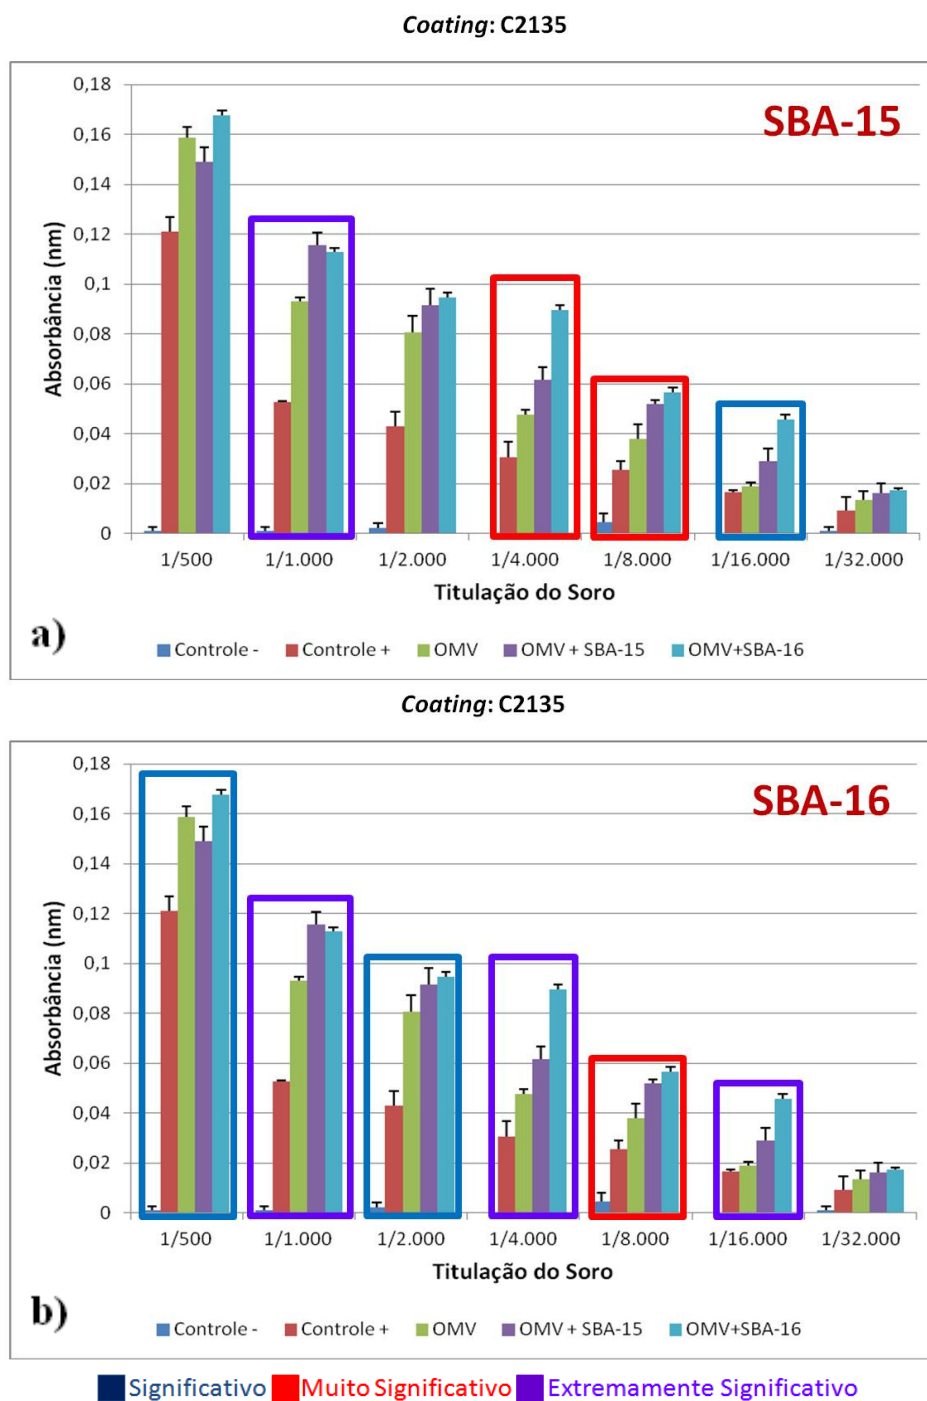 Coating: C2135
SBA-15
0,18
0,16
0,14
0,12
0,1
0,08
0,06
0,04
0,02
0
Absorbância (nm)
1/500 1/1.000 1/2.000 1/4.000 1/8.000 1/16.000 1/32.000
Titulação do Soro
a)
Controle - Controle + OMV OMV + SBA-15 OMV+SBA-16
Coating: C2135
SBA-16
0,18
0,16
0,14
0,12
0,1
0,08
0,06
0,04
0,02
0
Absorbância (nm)
1/500 1/1.000 1/2.000 1/4.000 1/8.000 1/16.000 1/32.000
Titulação do Soro
b)
Controle - Controle + OMV OMV + SBA-15 OMV+SBA-16
Significativo Muito Significativo Extremamente Significativo